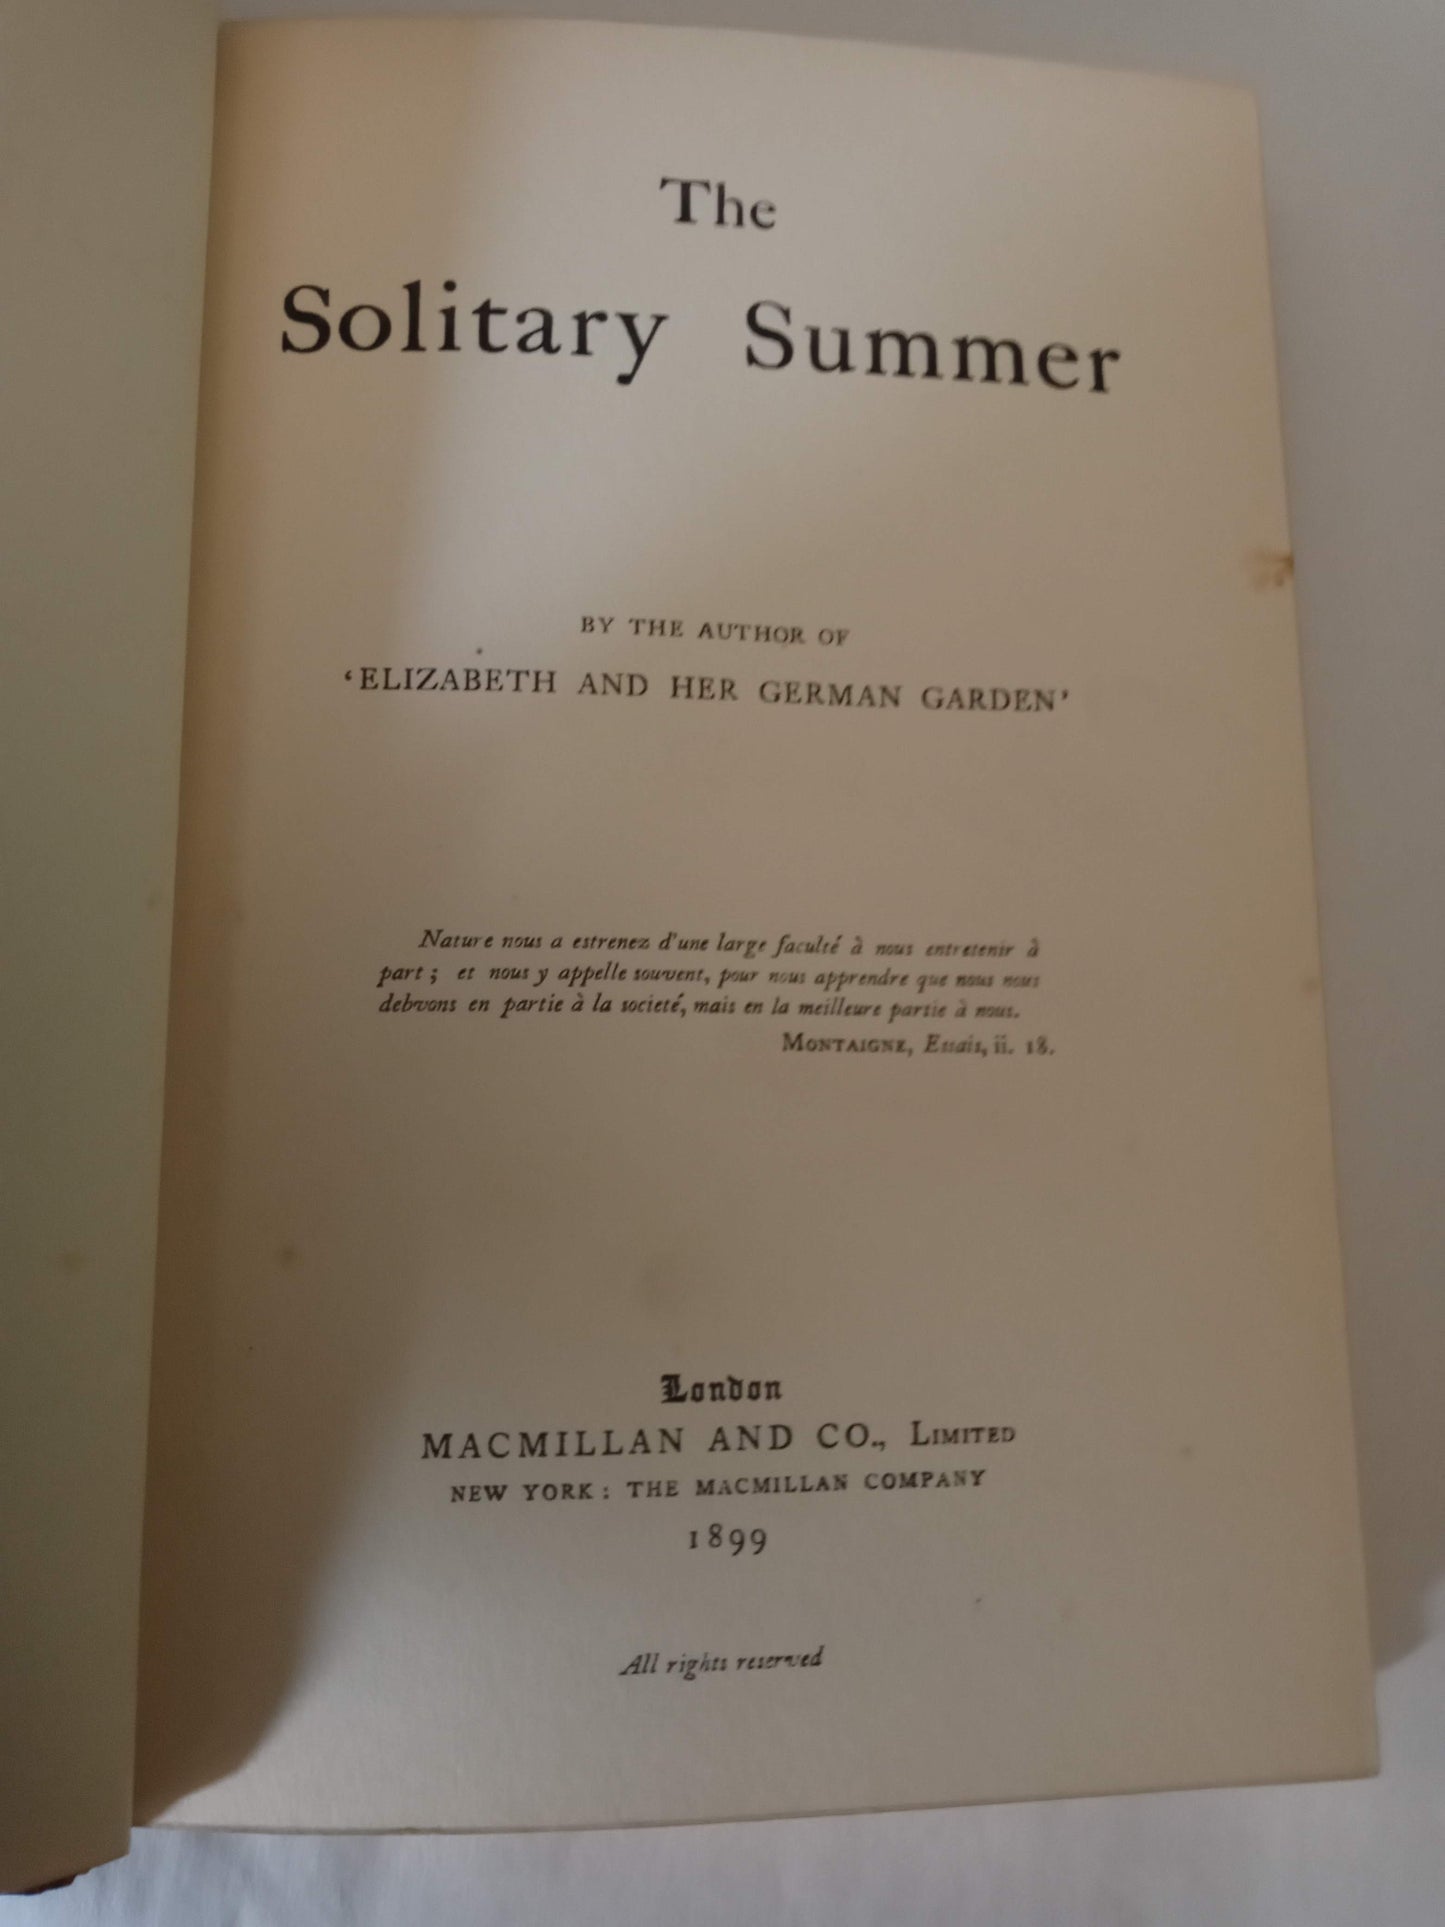 The
Solitary Summer
BY THE AUTHOR OF
‘ELIZABETH AND HER GERMAN GARDEN’
Nature nous a estrenez d’une large faculté à nous entretenir à
part ; et nous y appelle souvent, pour nous apprendre que nous nous
debvons en partie à la societé, mais en la meilleure partie à nous.
MONTAIGNE, Essais, ii. 18.
London
MACMILLAN AND CO., LIMITED
NEW YORK : THE MACMILLAN COMPANY
1899
All rights reserved